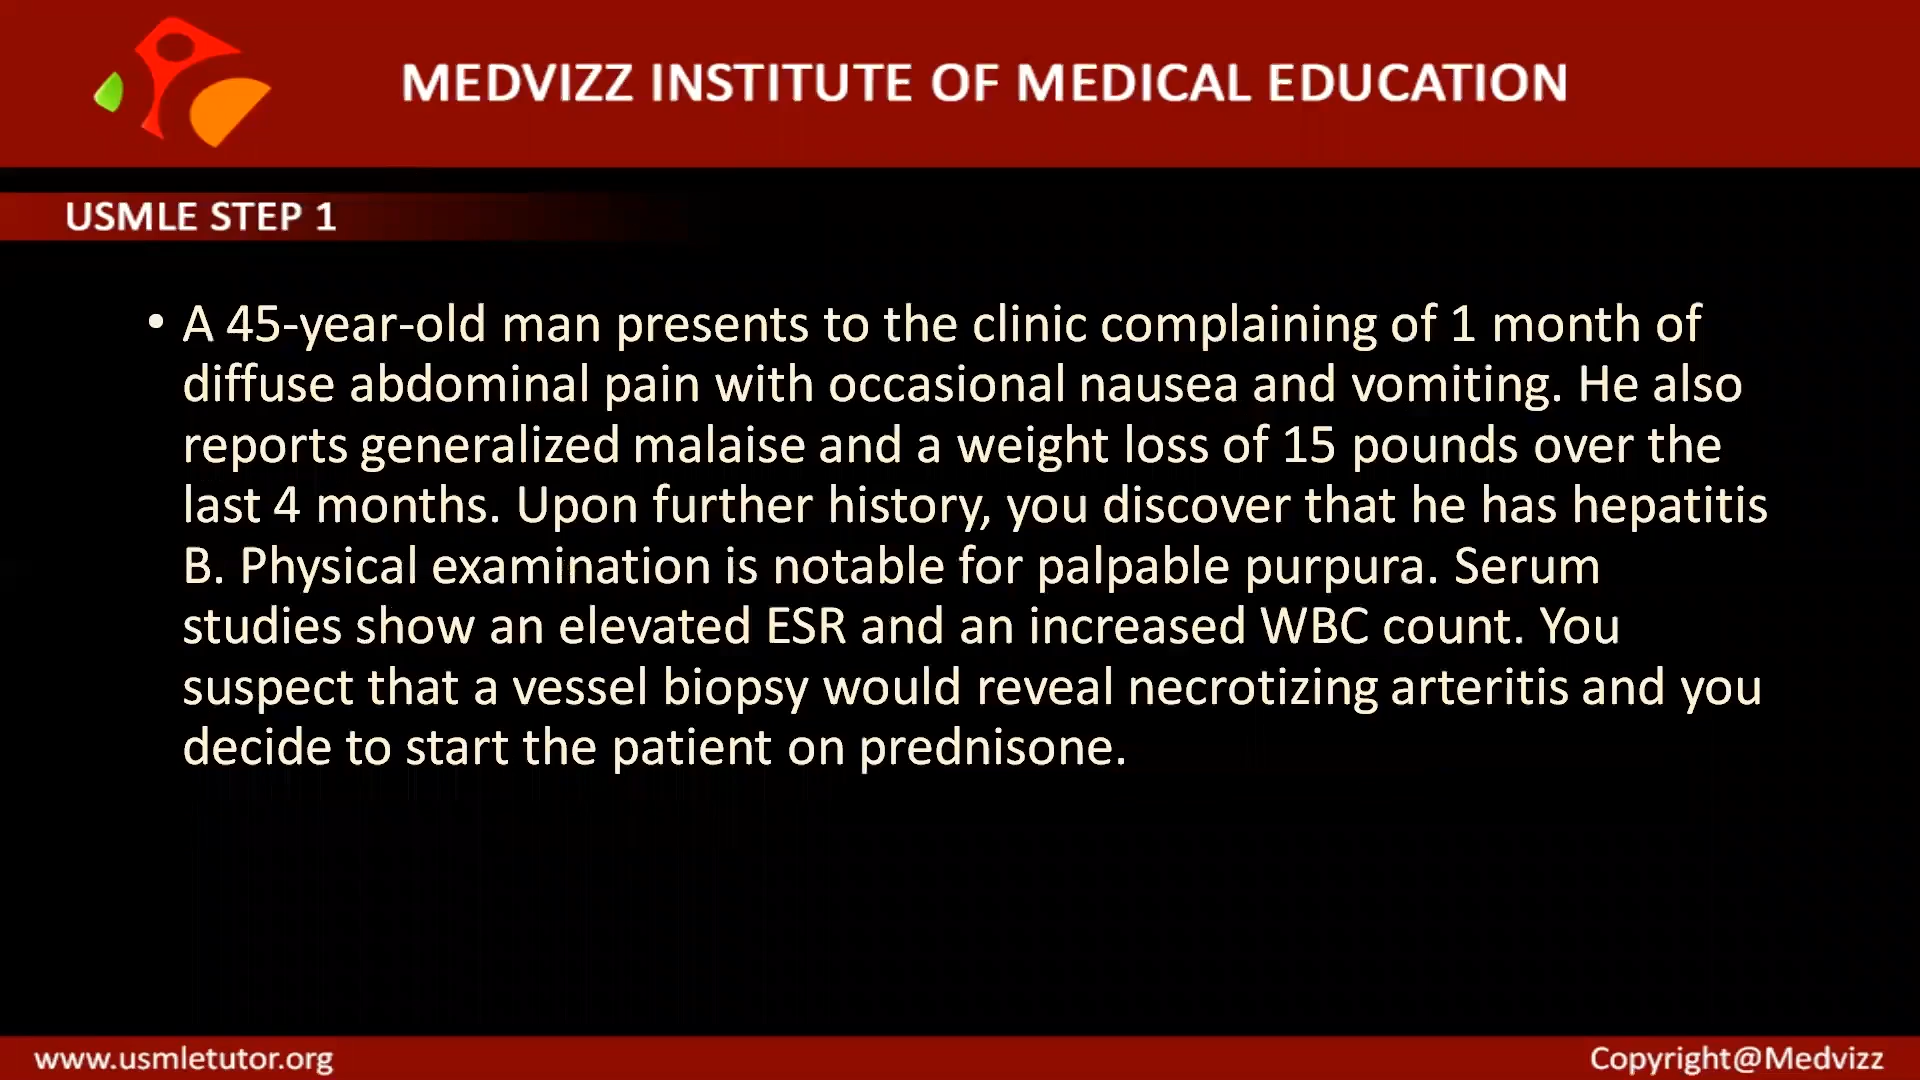 MEDVIZZ INSTITUTE OF MEDICAL EDUCATION
USMLE STEP 1
• A 45-year-old man presents to the clinic complaining of 1 month of
diffuse abdominal pain with occasional nausea and vomiting. He also
reports generalized malaise and a weight loss of 15 pounds over the
last 4 months. Upon further history, you discover that he has hepatitis
B. Physical examination is notable for palpable purpura. Serum
studies show an elevated ESR and an increased WBC count. You
suspect that a vessel biopsy would reveal necrotizing arteritis and you
decide to start the patient on prednisone.
www.usmletutor.org
Copyright@Medvizz